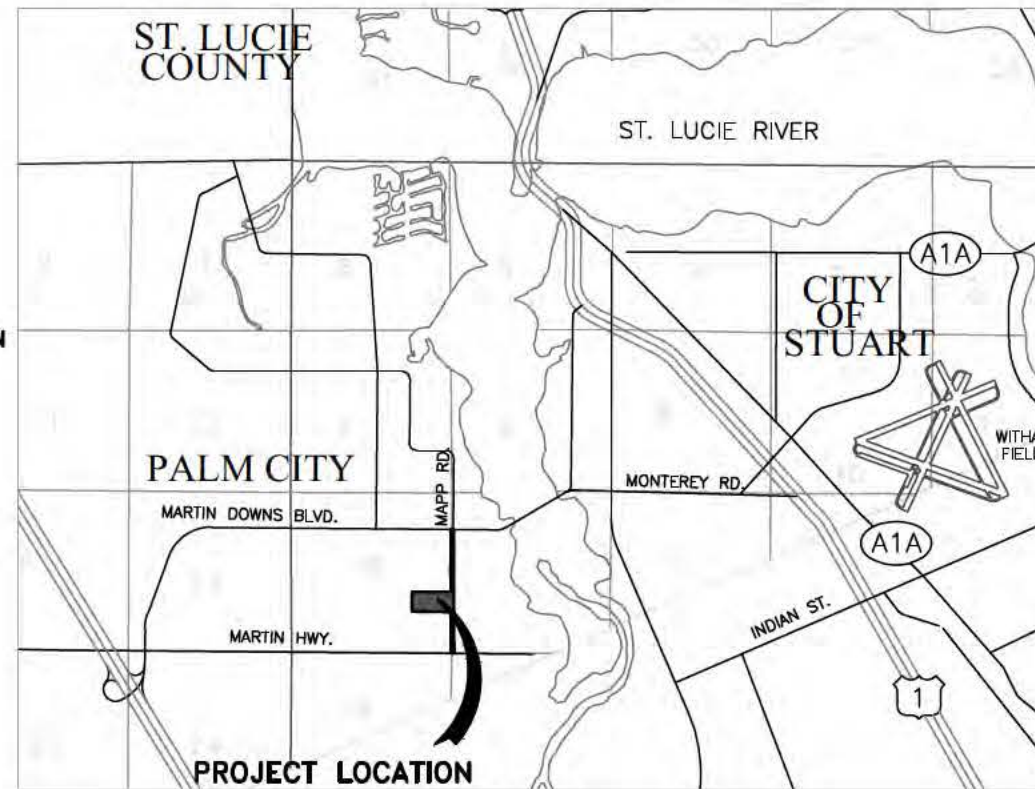 ST. LUCIE
COUNTY
ST. LUCIE RIVER
A1A
CITY
OF
STUART
PALM CITY
MAPP RD.
MONTEREY RD.
MARTIN DOWNS BLVD.
A1A
INDIAN ST.
MARTIN HWY.
1
PROJECT LOCATION